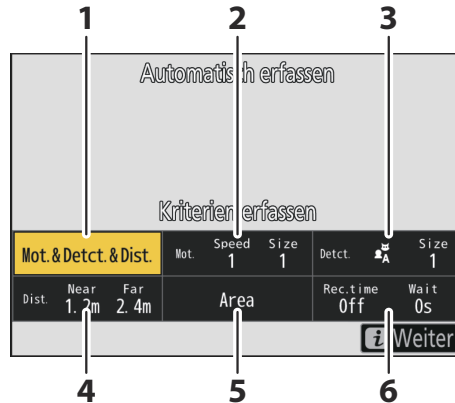 1 2 3
Automatisch erfassen
Kriterien erfassen
Mot. & Detct. & Dist. Mot. Speed 1 Size 1 Detct. A Size 1
Dist. Near 1. 2m Far 2. 4m Area Rec.time Off Wait 0s
i Weiter
4 5 6